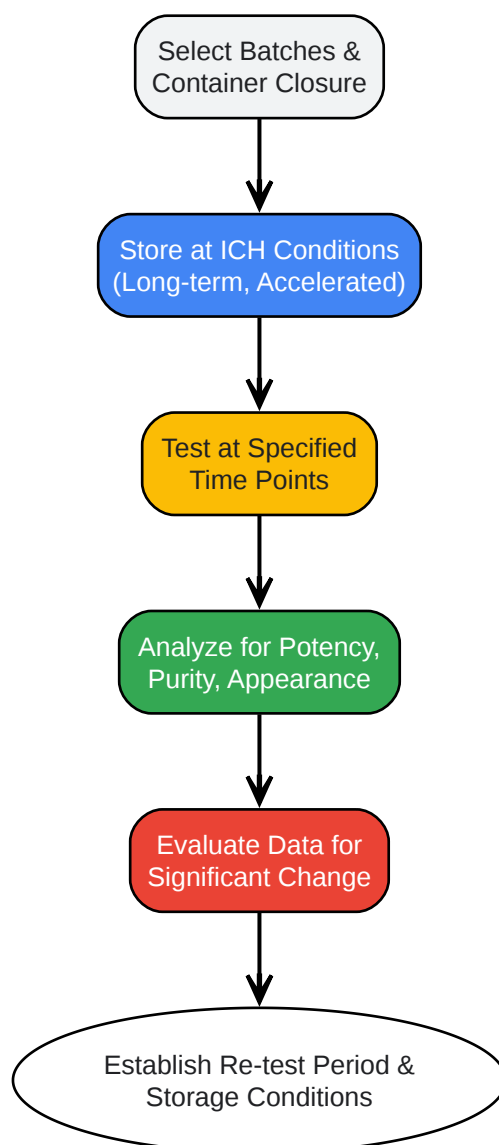 Select Batches &
Container Closure
Store at ICH Conditions
(Long-term, Accelerated)
Test at Specified
Time Points
Analyze for Potency,
Purity, Appearance
Evaluate Data for
Significant Change
Establish Re-test Period &
Storage Conditions